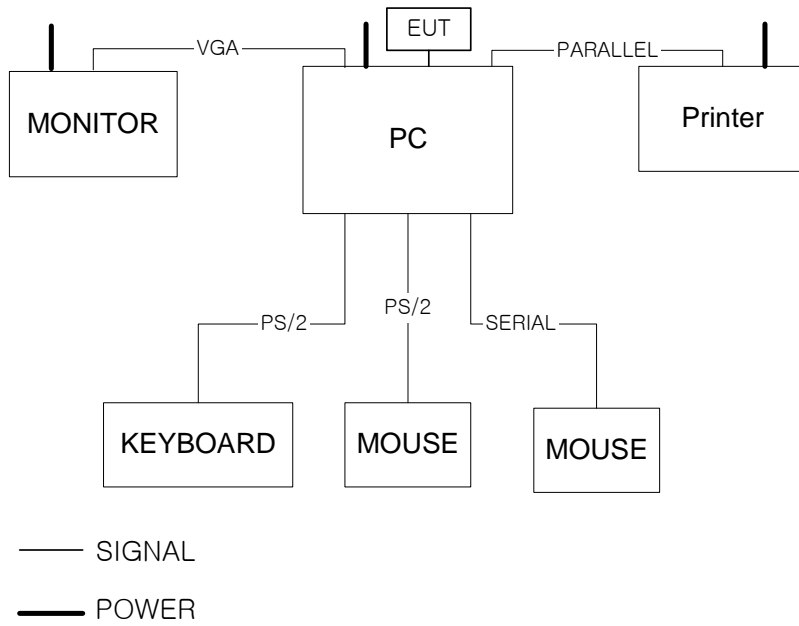 EUT
VGA
PARALLEL
MONITOR
PC
Printer
PS/2
PS/2
SERIAL
KEYBOARD
MOUSE
MOUSE
SIGNAL
POWER